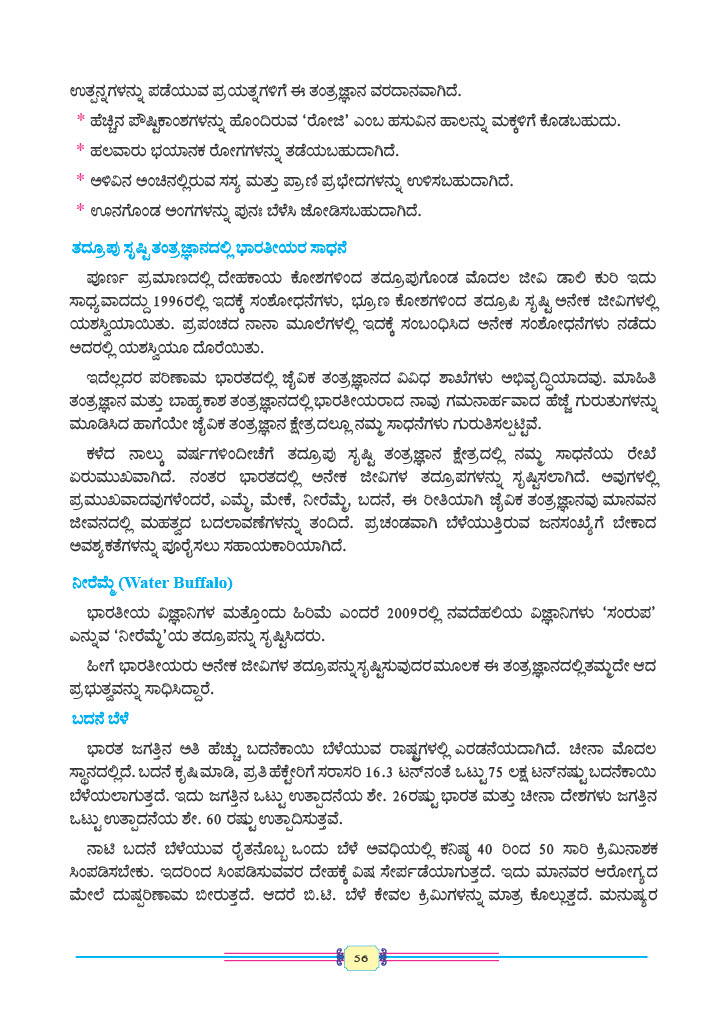 ಉತ್ಪನ್ನಗಳನ್ನು ಪಡೆಯುವ ಪ್ರಯತ್ನಗಳಿಗೆ ಈ ತಂತ್ರಜ್ಞಾನ ವರದಾನವಾಗಿದೆ.
* ಹೆಚ್ಚಿನ ಪೌಷ್ಟಿಕಾಂಶಗಳನ್ನು ಹೊಂದಿರುವ ‘ರೋಜಿ’ ಎಂಬ ಹಸುವಿನ ಹಾಲನ್ನು ಮಕ್ಕಳಿಗೆ ಕೊಡಬಹುದು.
* ಹಲವಾರು ಭಯಾನಕ ರೋಗಗಳನ್ನು ತಡೆಯಬಹುದಾಗಿದೆ.
* ಅಳಿವಿನ ಅಂಚಿನಲ್ಲಿರುವ ಸಸ್ಯ ಮತ್ತು ಪ್ರಾಣಿ ಪ್ರಭೇದಗಳನ್ನು ಉಳಿಸಬಹುದಾಗಿದೆ.
* ಊನಗೊಂಡ ಅಂಗಗಳನ್ನು ಪುನಃ ಬೆಳೆಸಿ ಜೋಡಿಸಬಹುದಾಗಿದೆ.
ತದ್ರೂಪು ಸೃಷ್ಟಿ ತಂತ್ರಜ್ಞಾನದಲ್ಲಿ ಭಾರತೀಯರ ಸಾಧನೆ
ಪೂರ್ಣ ಪ್ರಮಾಣದಲ್ಲಿ ದೇಹಕಾಯ ಕೋಶಗಳಿಂದ ತದ್ರೂಪುಗೊಂಡ ಮೊದಲ ಜೀವಿ ಡಾಲಿ ಕುರಿ ಇದು
ಸಾಧ್ಯವಾದದ್ದು 1996ರಲ್ಲಿ ಇದಕ್ಕೆ ಸಂಶೋಧನೆಗಳು, ಭ್ರೂಣ ಕೋಶಗಳಿಂದ ತದ್ರೂಪಿ ಸೃಷ್ಟಿ ಅನೇಕ ಜೀವಿಗಳಲ್ಲಿ
ಯಶಸ್ವಿಯಾಯಿತು. ಪ್ರಪಂಚದ ನಾನಾ ಮೂಲೆಗಳಲ್ಲಿ ಇದಕ್ಕೆ ಸಂಬಂಧಿಸಿದ ಅನೇಕ ಸಂಶೋಧನೆಗಳು ನಡೆದು
ಅದರಲ್ಲಿ ಯಶಸ್ವಿಯೂ ದೊರೆಯಿತು.
ಇದೆಲ್ಲದರ ಪರಿಣಾಮ ಭಾರತದಲ್ಲಿ ಜೈವಿಕ ತಂತ್ರಜ್ಞಾನದ ವಿವಿಧ ಶಾಖೆಗಳು ಅಭಿವೃದ್ಧಿಯಾದವು. ಮಾಹಿತಿ
ತಂತ್ರಜ್ಞಾನ ಮತ್ತು ಬಾಹ್ಯಕಾಶ ತಂತ್ರಜ್ಞಾನದಲ್ಲಿ ಭಾರತೀಯರಾದ ನಾವು ಗಮನಾರ್ಹವಾದ ಹೆಜ್ಜೆ ಗುರುತುಗಳನ್ನು
ಮೂಡಿಸಿದ ಹಾಗೆಯೇ ಜೈವಿಕ ತಂತ್ರಜ್ಞಾನ ಕ್ಷೇತ್ರದಲ್ಲೂ ನಮ್ಮ ಸಾಧನೆಗಳು ಗುರುತಿಸಲ್ಪಟ್ಟಿವೆ.
ಕಳೆದ ನಾಲ್ಕು ವರ್ಷಗಳಿಂದೀಚೆಗೆ ತದ್ರೂಪು ಸೃಷ್ಟಿ ತಂತ್ರಜ್ಞಾನ ಕ್ಷೇತ್ರದಲ್ಲಿ ನಮ್ಮ ಸಾಧನೆಯ ರೇಖೆ
ಏರುಮುಖವಾಗಿದೆ. ನಂತರ ಭಾರತದಲ್ಲಿ ಅನೇಕ ಜೀವಿಗಳ ತದ್ರೂಪಗಳನ್ನು ಸೃಷ್ಟಿಸಲಾಗಿದೆ. ಅವುಗಳಲ್ಲಿ
ಪ್ರಮುಖವಾದವುಗಳೆಂದರೆ, ಎಮ್ಮೆ, ಮೇಕೆ, ನೀರೆಮ್ಮೆ, ಬದನೆ, ಈ ರೀತಿಯಾಗಿ ಜೈವಿಕ ತಂತ್ರಜ್ಞಾನವು ಮಾನವನ
ಜೀವನದಲ್ಲಿ ಮಹತ್ವದ ಬದಲಾವಣೆಗಳನ್ನು ತಂದಿದೆ. ಪ್ರಚಂಡವಾಗಿ ಬೆಳೆಯುತ್ತಿರುವ ಜನಸಂಖ್ಯೆಗೆ ಬೇಕಾದ
ಅವಶ್ಯಕತೆಗಳನ್ನು ಪೂರೈಸಲು ಸಹಾಯಕಾರಿಯಾಗಿದೆ.
ನೀರೆಮ್ಮೆ (Water Buffalo)
ಭಾರತೀಯ ವಿಜ್ಞಾನಿಗಳ ಮತ್ತೊಂದು ಹಿರಿಮೆ ಎಂದರೆ 2009ರಲ್ಲಿ ನವದೆಹಲಿಯ ವಿಜ್ಞಾನಿಗಳು ‘ಸಂರುಪ’
ಎನ್ನುವ ‘ನೀರೆಮ್ಮೆ’ಯ ತದ್ರೂಪನ್ನು ಸೃಷ್ಟಿಸಿದರು.
ಹೀಗೆ ಭಾರತೀಯರು ಅನೇಕ ಜೀವಿಗಳ ತದ್ರೂಪನ್ನು ಸೃಷ್ಟಿಸುವುದರ ಮೂಲಕ ಈ ತಂತ್ರಜ್ಞಾನದಲ್ಲಿ ತಮ್ಮದೇ ಆದ
ಪ್ರಭುತ್ವವನ್ನು ಸಾಧಿಸಿದ್ದಾರೆ.
ಬದನೆ ಬೆಳೆ
ಭಾರತ ಜಗತ್ತಿನ ಅತಿ ಹೆಚ್ಚು ಬದನೆಕಾಯಿ ಬೆಳೆಯುವ ರಾಷ್ಟ್ರಗಳಲ್ಲಿ ಎರಡನೆಯದಾಗಿದೆ. ಚೀನಾ ಮೊದಲ
ಸ್ಥಾನದಲ್ಲಿದೆ. ಬದನೆ ಕೃಷಿ ಮಾಡಿ, ಪ್ರತಿ ಹೆಕ್ಟೇರಿಗೆ ಸರಾಸರಿ 16.3 ಟನ್‌ನಂತೆ ಒಟ್ಟು 75 ಲಕ್ಷ ಟನ್‌ನಷ್ಟು ಬದನೆಕಾಯಿ
ಬೆಳೆಯಲಾಗುತ್ತದೆ. ಇದು ಜಗತ್ತಿನ ಒಟ್ಟು ಉತ್ಪಾದನೆಯ ಶೇ. 26ರಷ್ಟು ಭಾರತ ಮತ್ತು ಚೀನಾ ದೇಶಗಳು ಜಗತ್ತಿನ
ಒಟ್ಟು ಉತ್ಪಾದನೆಯ ಶೇ. 60 ರಷ್ಟು ಉತ್ಪಾದಿಸುತ್ತವೆ.
ನಾಟಿ ಬದನೆ ಬೆಳೆಯುವ ರೈತನೊಬ್ಬ ಒಂದು ಬೆಳೆ ಅವಧಿಯಲ್ಲಿ ಕನಿಷ್ಠ 40 ರಿಂದ 50 ಸಾರಿ ಕ್ರಿಮಿನಾಶಕ
ಸಿಂಪಡಿಸಬೇಕು. ಇದರಿಂದ ಸಿಂಪಡಿಸುವವರ ದೇಹಕ್ಕೆ ವಿಷ ಸೇರ್ಪಡೆಯಾಗುತ್ತದೆ. ಇದು ಮಾನವರ ಆರೋಗ್ಯದ
ಮೇಲೆ ದುಷ್ಪರಿಣಾಮ ಬೀರುತ್ತದೆ. ಆದರೆ ಬಿ.ಟಿ. ಬೆಳೆ ಕೇವಲ ಕ್ರಿಮಿಗಳನ್ನು ಮಾತ್ರ ಕೊಲ್ಲುತ್ತದೆ. ಮನುಷ್ಯರ
56